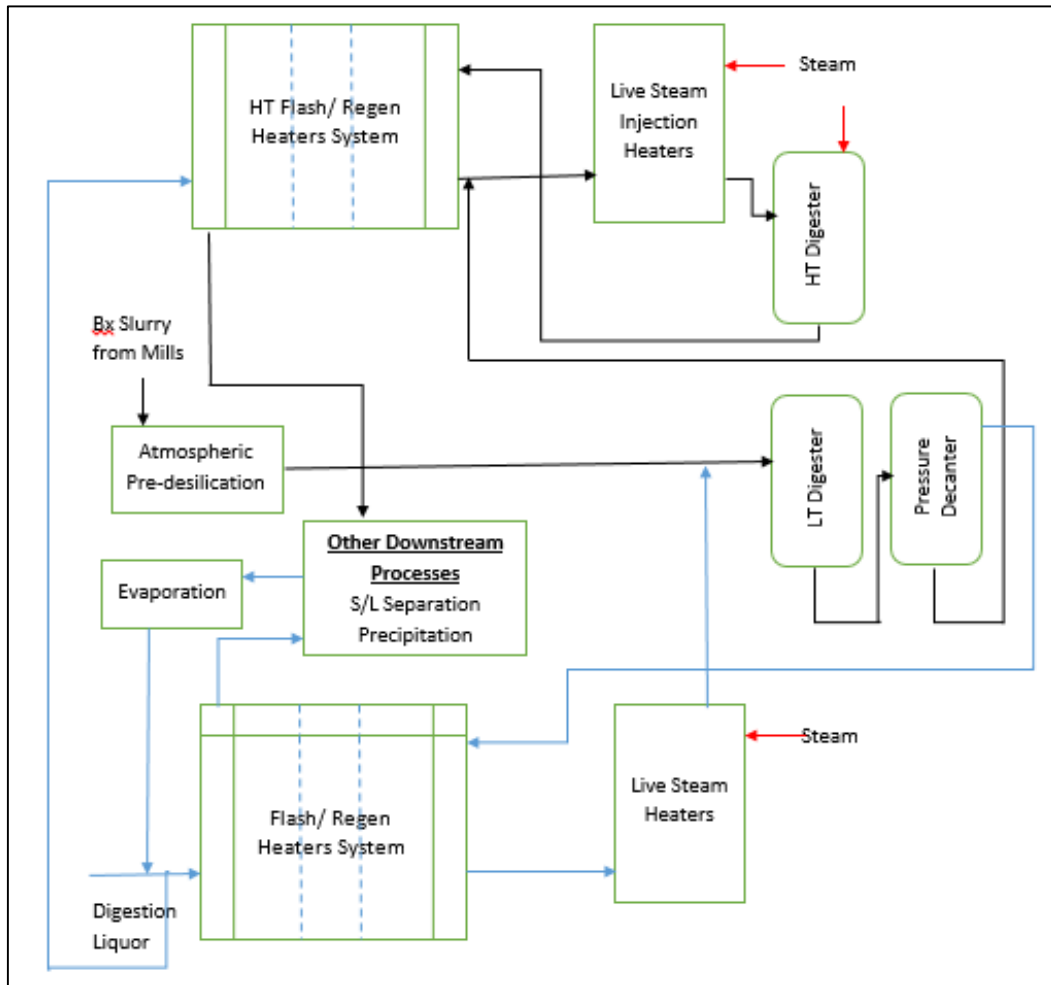 HT Flash/ Regen
Heaters System
Live Steam
Injection
Heaters
Steam
HT Digester
Bx Slurry
from Mills
Atmospheric
Pre-desilication
LT Digester
Pressure
Decanter
Other Downstream
Processes
S/L Separation
Precipitation
Evaporation
Flash/ Regen
Heaters System
Live Steam
Heaters
Steam
Digestion
Liquor